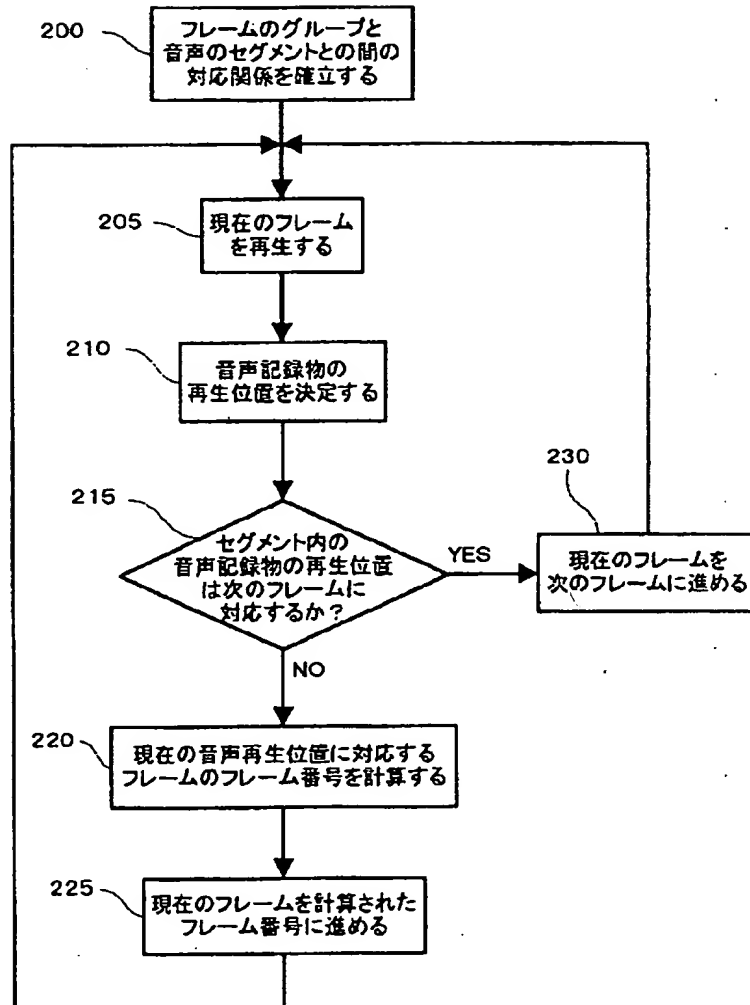 200
フレームのグループと
音声のセグメントとの間の
対応関係を確立する
205
現在のフレーム
を再生する
210
音声記録物の
再生位置を決定する
215
セグメント内の
音声記録物の再生位置
は次のフレームに
対応するか?
YES
230
現在のフレームを
次のフレームに進める
NO
220
現在の音声再生位置に対応する
フレームのフレーム番号を計算する
225
現在のフレームを計算された
フレーム番号に進める